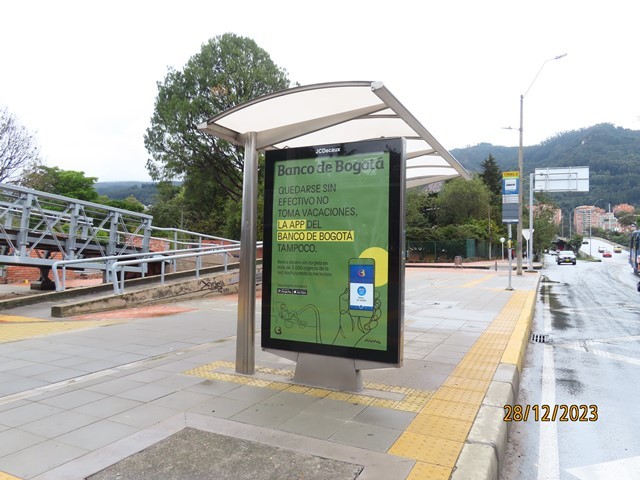 JCDecaux
Banco de Bogotá
QUEDARSE SIN
EFECTIVO NO
TOMA VACACIONES,
LA APP DEL
BANCO DE BOGOTÁ
TAMPOCO.
28/12/2023